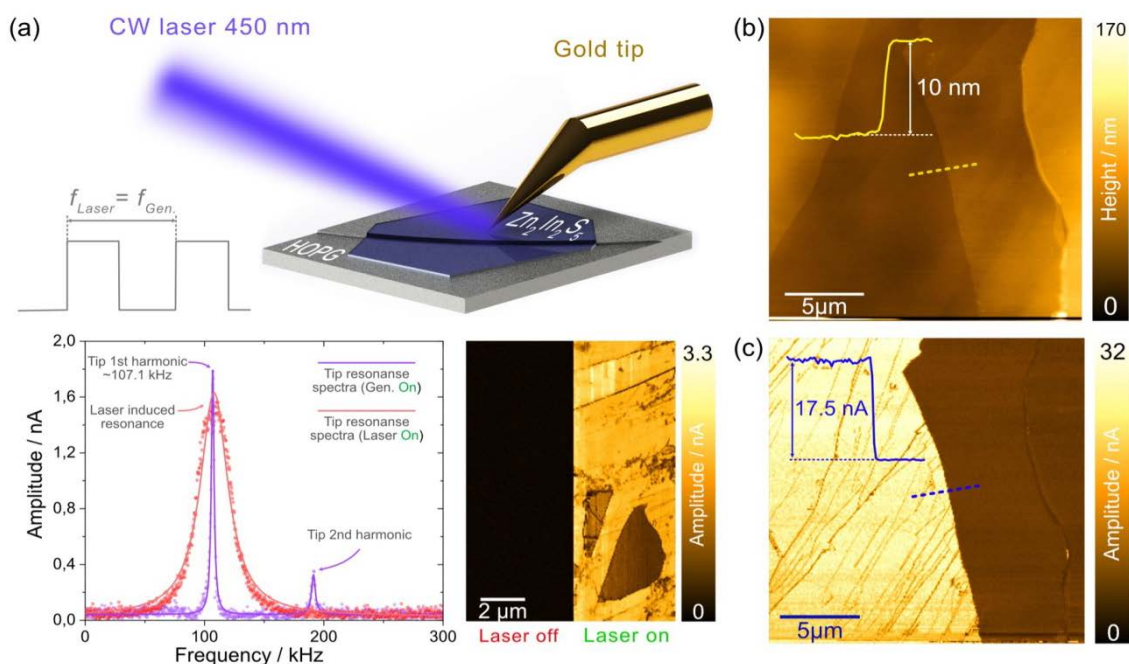 (a)
CW laser 450 nm
Gold tip
f_Laser = f_Gen.
HOPG
Zn₂In₂S₅
2,0
1,6
1,2
0,8
0,4
0,0
Amplitude / nA
Tip 1st harmonic
~107.1 kHz
Laser induced
resonance
Tip resonanse
spectra (Gen. On)
Tip resonanse
spectra (Laser On)
Tip 2nd harmonic
0
100
200
300
Frequency / kHz
2 μm
Laser off
Laser on
3.3
Amplitude / nA
0
(b)
10 nm
5μm
170
Height / nm
0
(c)
17.5 nA
5μm
32
Amplitude / nA
0